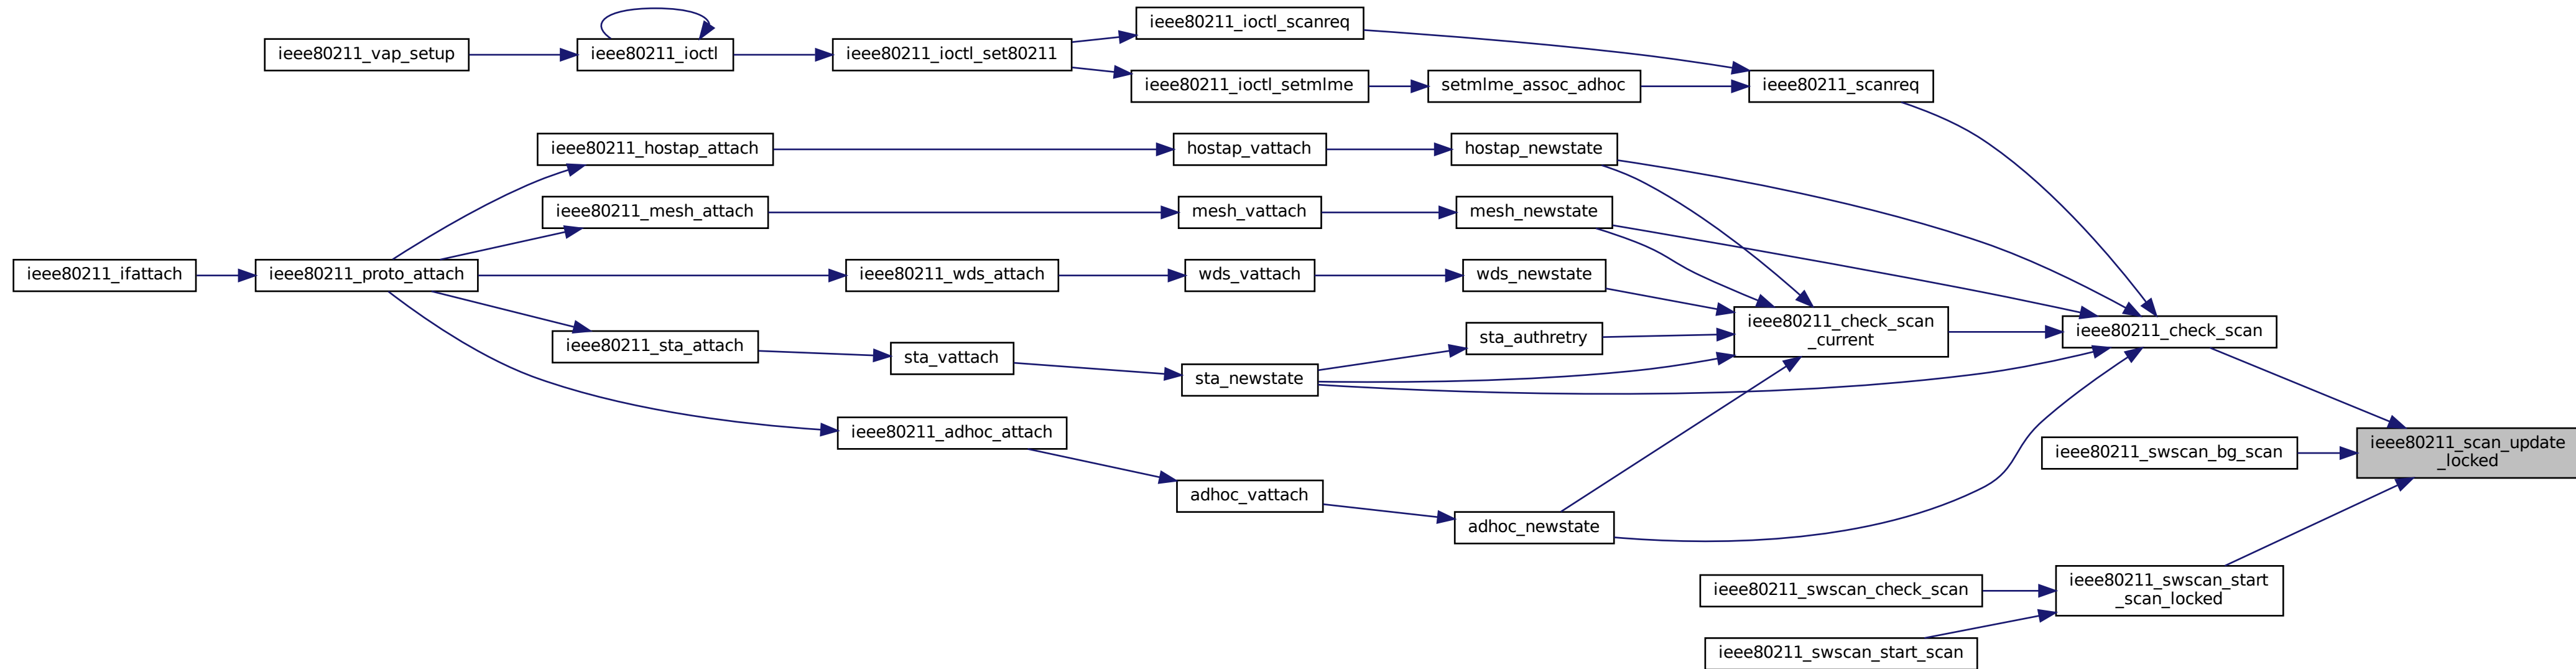 ieee80211_ioctl_scanreq
ieee80211_vap_setup
ieee80211_ioctl
ieee80211_ioctl_set80211
ieee80211_ioctl_setmlme
setmlme_assoc_adhoc
ieee80211_scanreq
ieee80211_hostap_attach
hostap_vattach
hostap_newstate
ieee80211_mesh_attach
mesh_vattach
mesh_newstate
ieee80211_ifattach
ieee80211_proto_attach
ieee80211_wds_attach
wds_vattach
wds_newstate
ieee80211_check_scan
_current
ieee80211_check_scan
sta_authretry
ieee80211_sta_attach
sta_vattach
sta_newstate
ieee80211_adhoc_attach
ieee80211_scan_update
_locked
ieee80211_swscan_bg_scan
adhoc_vattach
adhoc_newstate
ieee80211_swscan_check_scan
ieee80211_swscan_start
_scan_locked
ieee80211_swscan_start_scan